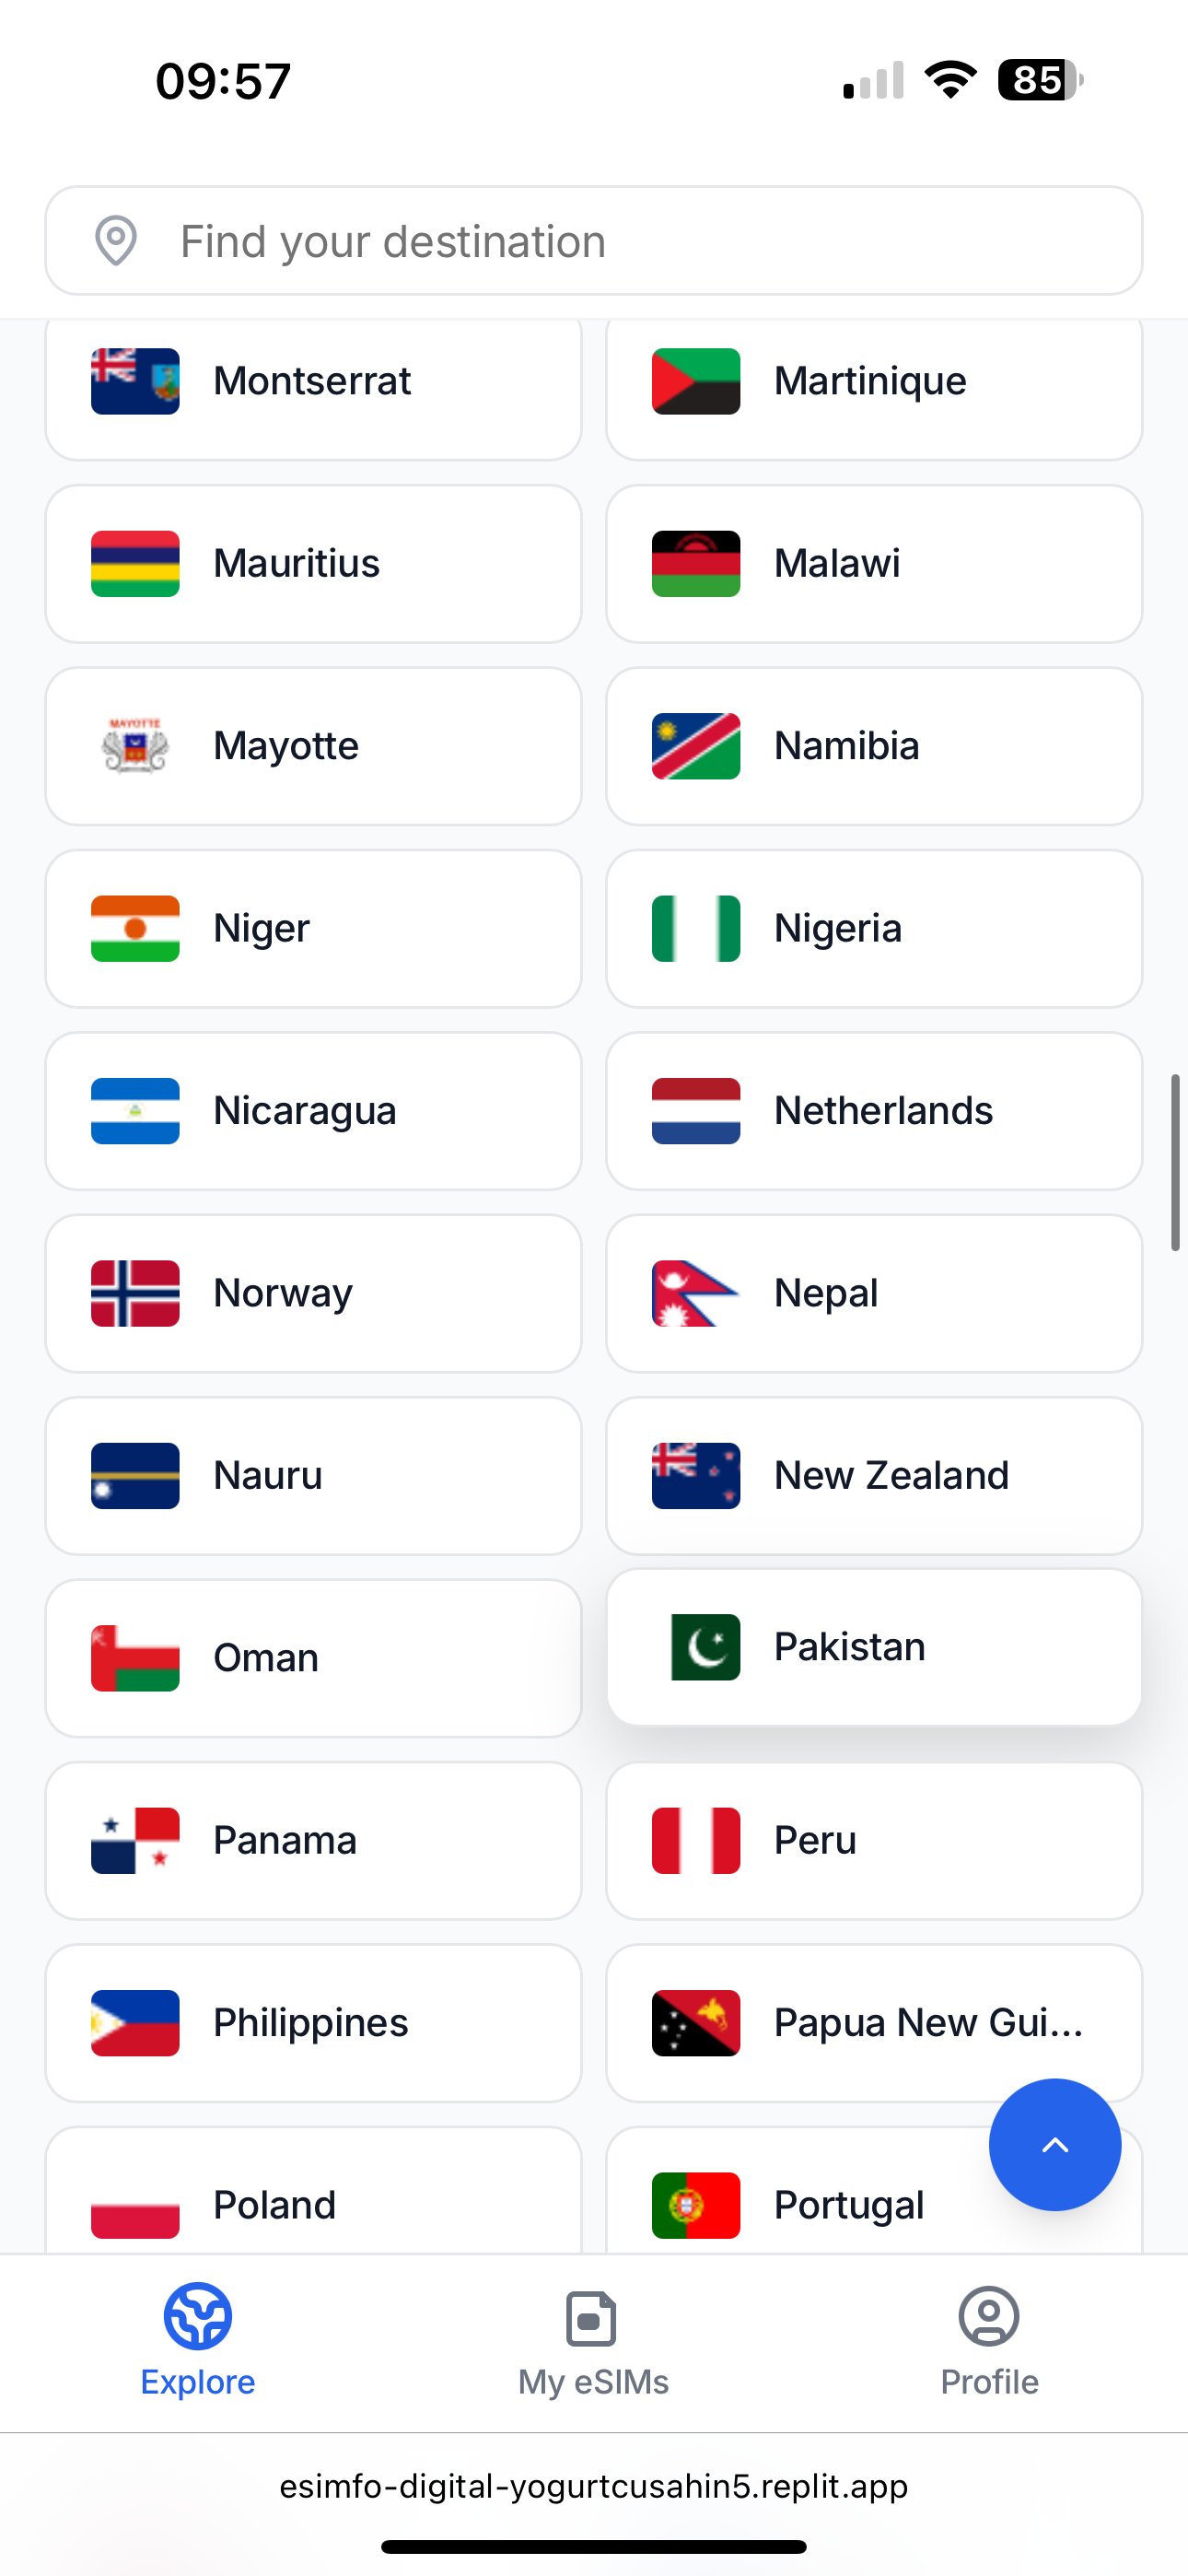 09:57
85
Find your destination
Montserrat
Martinique
Mauritius
Malawi
MAYOTTE
Mayotte
Namibia
Niger
Nigeria
Nicaragua
Netherlands
Norway
Nepal
Nauru
New Zealand
Oman
Pakistan
Panama
Peru
Philippines
Papua New Gui...
Poland
Portugal
Explore
My eSIMs
Profile
esimfo-digital-yogurtcusahin5.replit.app